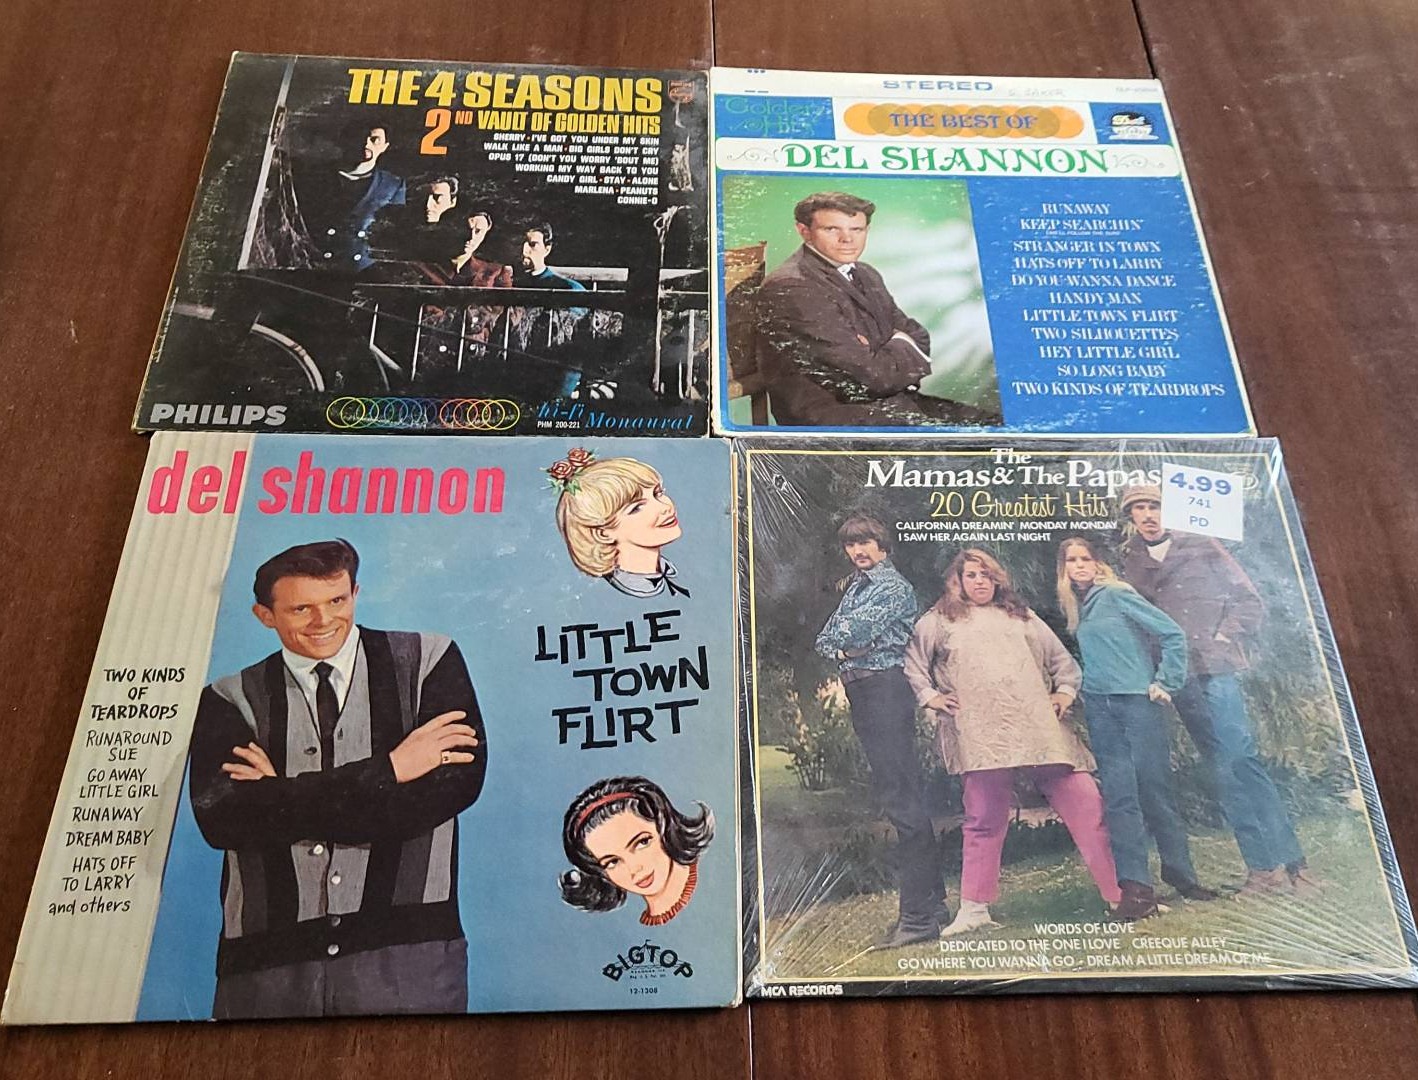 THE 4 SEASONS
2ND VAULT OF GOLDEN HITS
SHERRY • I'VE GOT YOU UNDER MY SKIN
WALK LIKE A MAN • BIG GIRLS DON'T CRY
OPUS 17 (DON'T YOU WORRY 'BOUT ME)
WORKING MY WAY BACK TO YOU
CANDY GIRL • STAY • ALONE
MARLENA • PEANUTS
CONNIE-O
PHILIPS
hi-fi Monaural
PHM 200-221
STEREO
Golden Hits
THE BEST OF
Dot
DEL SHANNON
RUNAWAY
KEEP SEARCHIN'
STRANGER IN TOWN
HATS OFF TO LARRY
DO YOU WANNA DANCE
HANDY MAN
LITTLE TOWN FLIRT
TWO SILHOUETTES
HEY LITTLE GIRL
SO LONG BABY
TWO KINDS OF TEARDROPS
del shannon
LITTLE
TOWN
FLIRT
TWO KINDS
OF
TEARDROPS
RUNAROUND
SUE
GO AWAY
LITTLE GIRL
RUNAWAY
DREAM BABY
HATS OFF
TO LARRY
and others
BIGTOP
12-1308
The
Mamas & The Papas
20 Greatest Hits
CALIFORNIA DREAMIN' MONDAY MONDAY
I SAW HER AGAIN LAST NIGHT
4.99
741
PD
WORDS OF LOVE
DEDICATED TO THE ONE I LOVE CREEQUE ALLEY
GO WHERE YOU WANNA GO - DREAM A LITTLE DREAM OF ME
MCA RECORDS